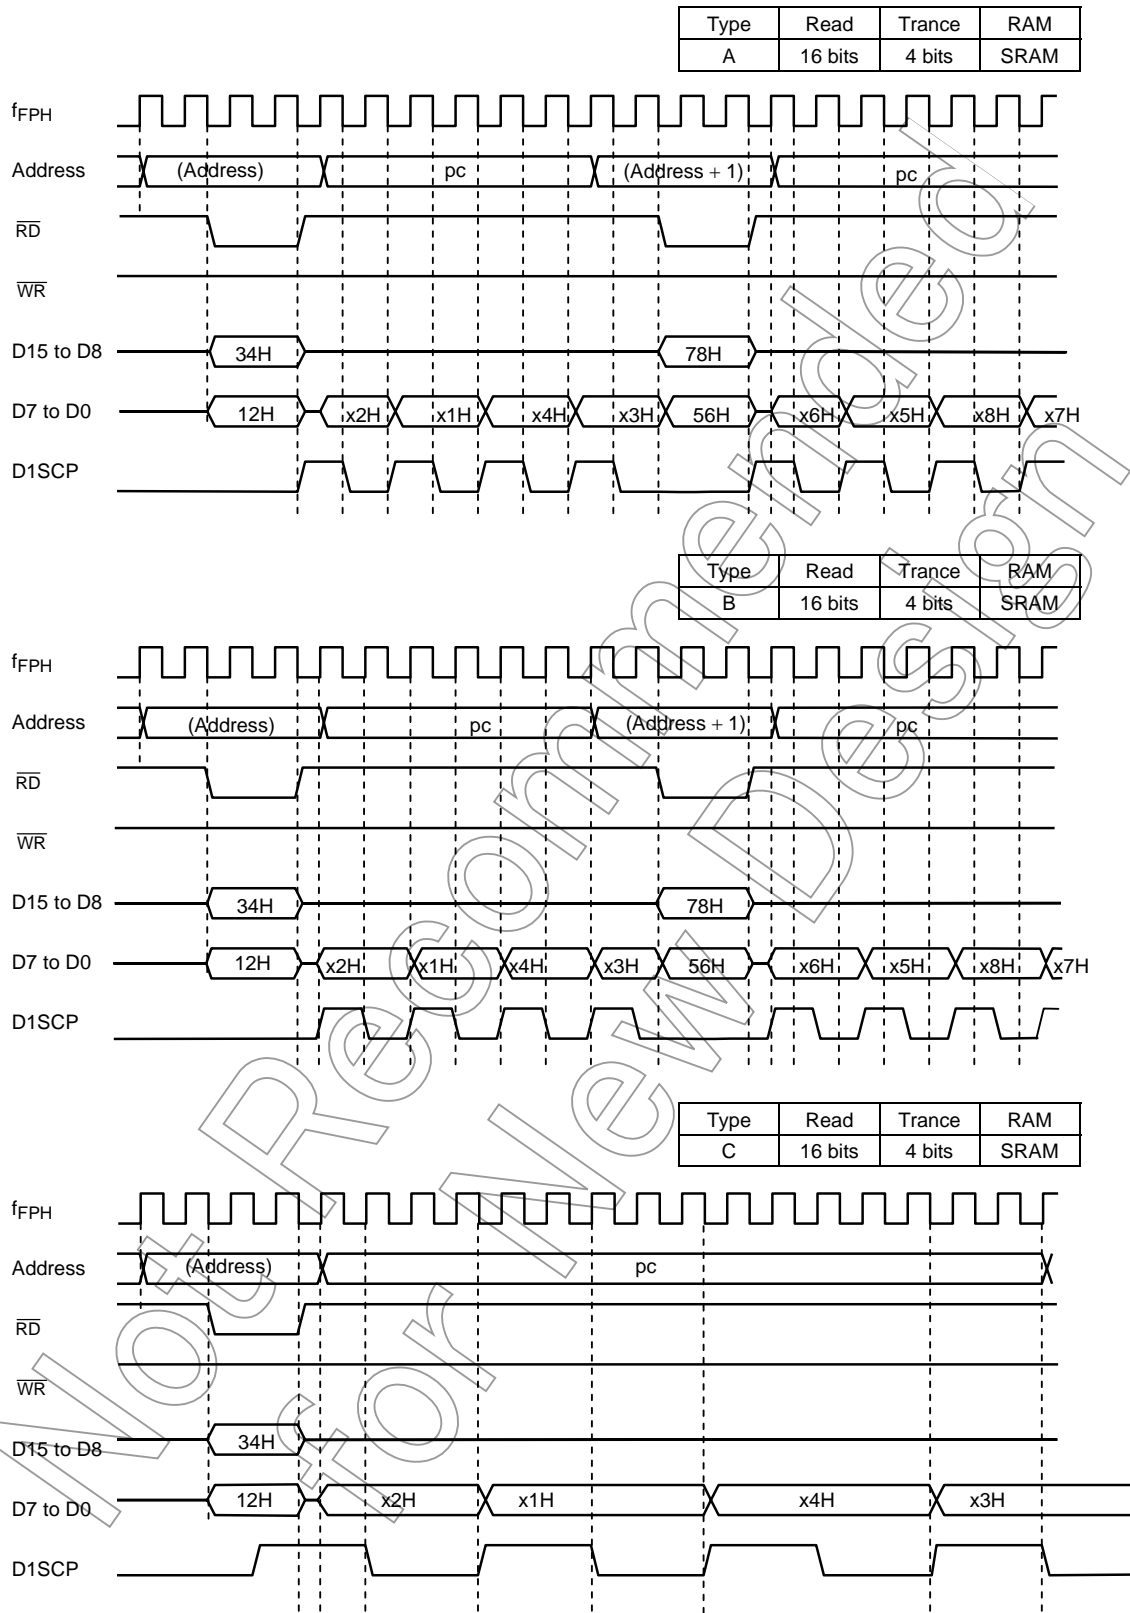 Type Read Trance RAM
A 16 bits 4 bits SRAM
fFPH
Address (Address) pc (Address + 1) pc
RD
WR
D15 to D8 34H 78H
D7 to D0 12H x2H x1H x4H x3H 56H x6H x5H x8H x7H
D1SCP
Type Read Trance RAM
B 16 bits 4 bits SRAM
fFPH
Address (Address) pc (Address + 1) pc
RD
WR
D15 to D8 34H 78H
D7 to D0 12H x2H x1H x4H x3H 56H x6H x5H x8H x7H
D1SCP
Type Read Trance RAM
C 16 bits 4 bits SRAM
fFPH
Address (Address) pc
RD
WR
D15 to D8 34H
D7 to D0 12H x2H x1H x4H x3H
D1SCP
Not Recommended
for New Design